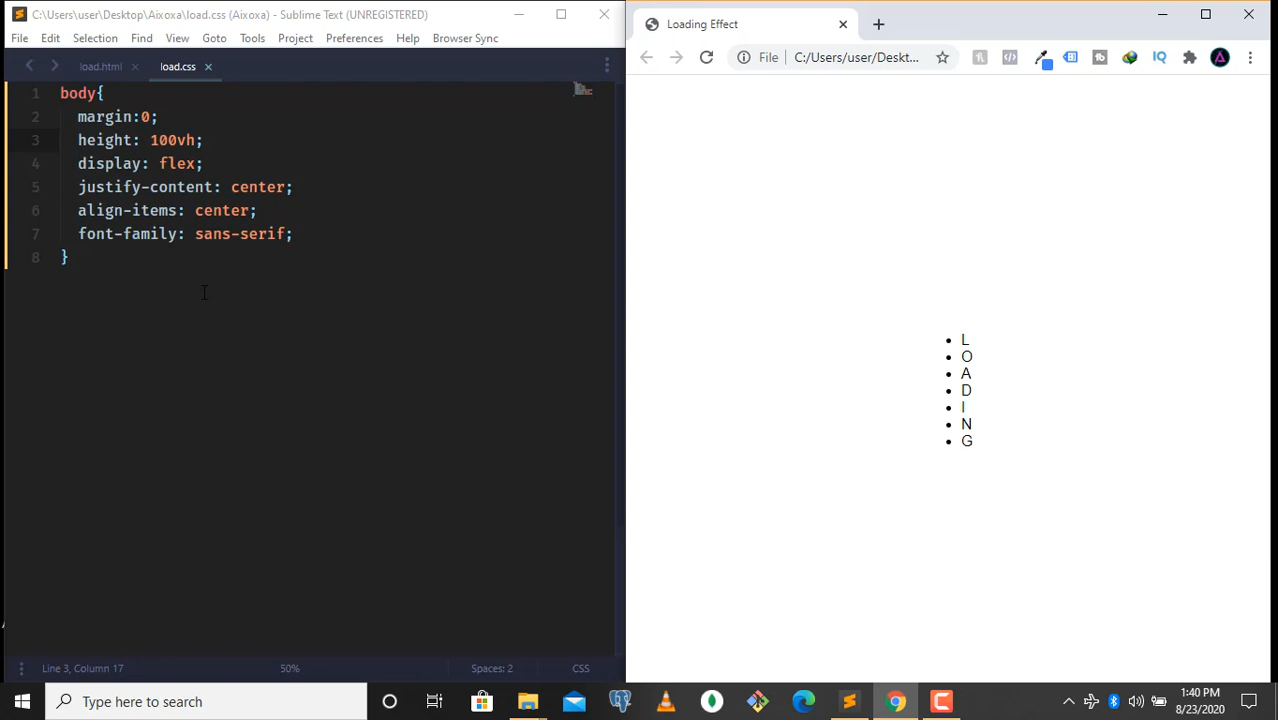 C:\Users\user\Desktop\Aixoxa\load.css (Aixoxa) - Sublime Text (UNREGISTERED)
File Edit Selection Find View Goto Tools Project Preferences Help Browser Sync
load.html load.css
1 body{
2 margin:0;
3 height: 100vh;
4 display: flex;
5 justify-content: center;
6 align-items: center;
7 font-family: sans-serif;
8 }
Line 3, Column 17 50% Spaces: 2 CSS
Loading Effect
File C:/Users/user/Deskt...
IQ
L
O
A
D
I
N
G
Type here to search
1:40 PM
8/23/2020